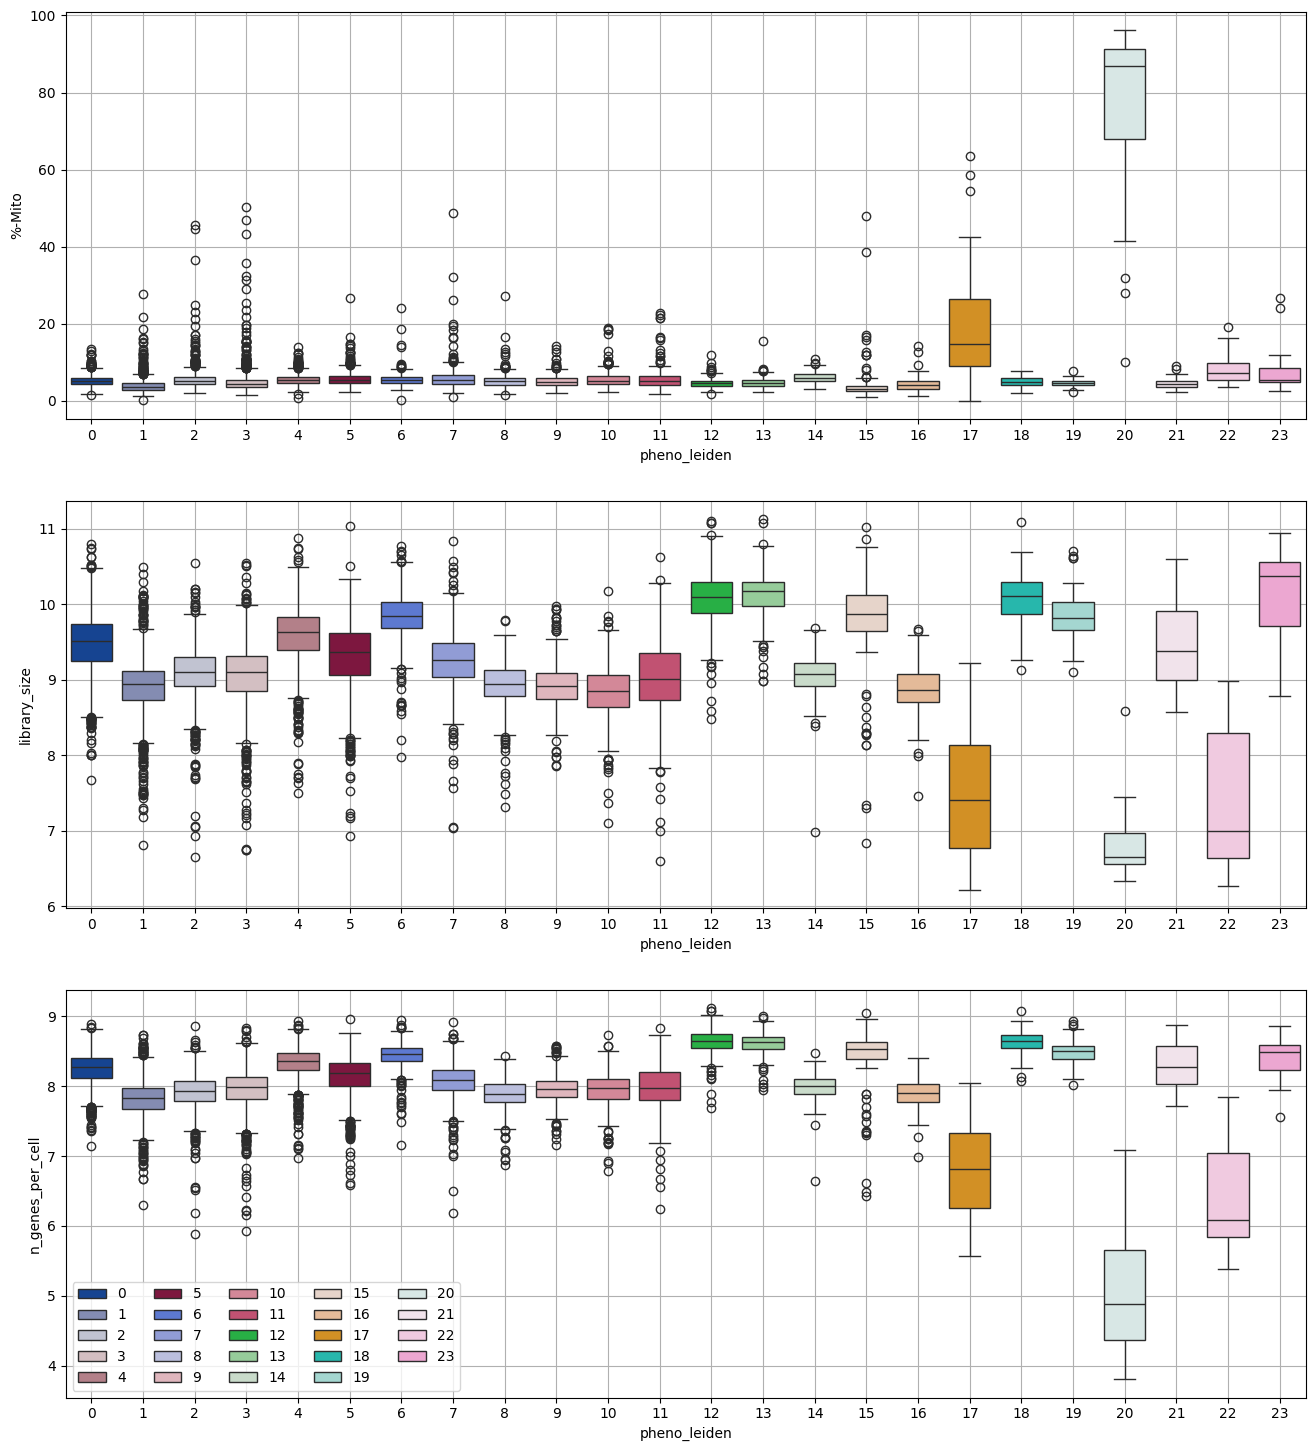 100
80
60
40
20
0
%-Mito
0 1 2 3 4 5 6 7 8 9 10 11 12 13 14 15 16 17 18 19 20 21 22 23
pheno_leiden
11
10
9
8
7
6
library_size
0 1 2 3 4 5 6 7 8 9 10 11 12 13 14 15 16 17 18 19 20 21 22 23
pheno_leiden
9
8
7
6
5
4
n_genes_per_cell
0 5 10 15 20
1 6 11 16 21
2 7 12 17 22
3 8 13 18 23
4 9 14 19
0 1 2 3 4 5 6 7 8 9 10 11 12 13 14 15 16 17 18 19 20 21 22 23
pheno_leiden